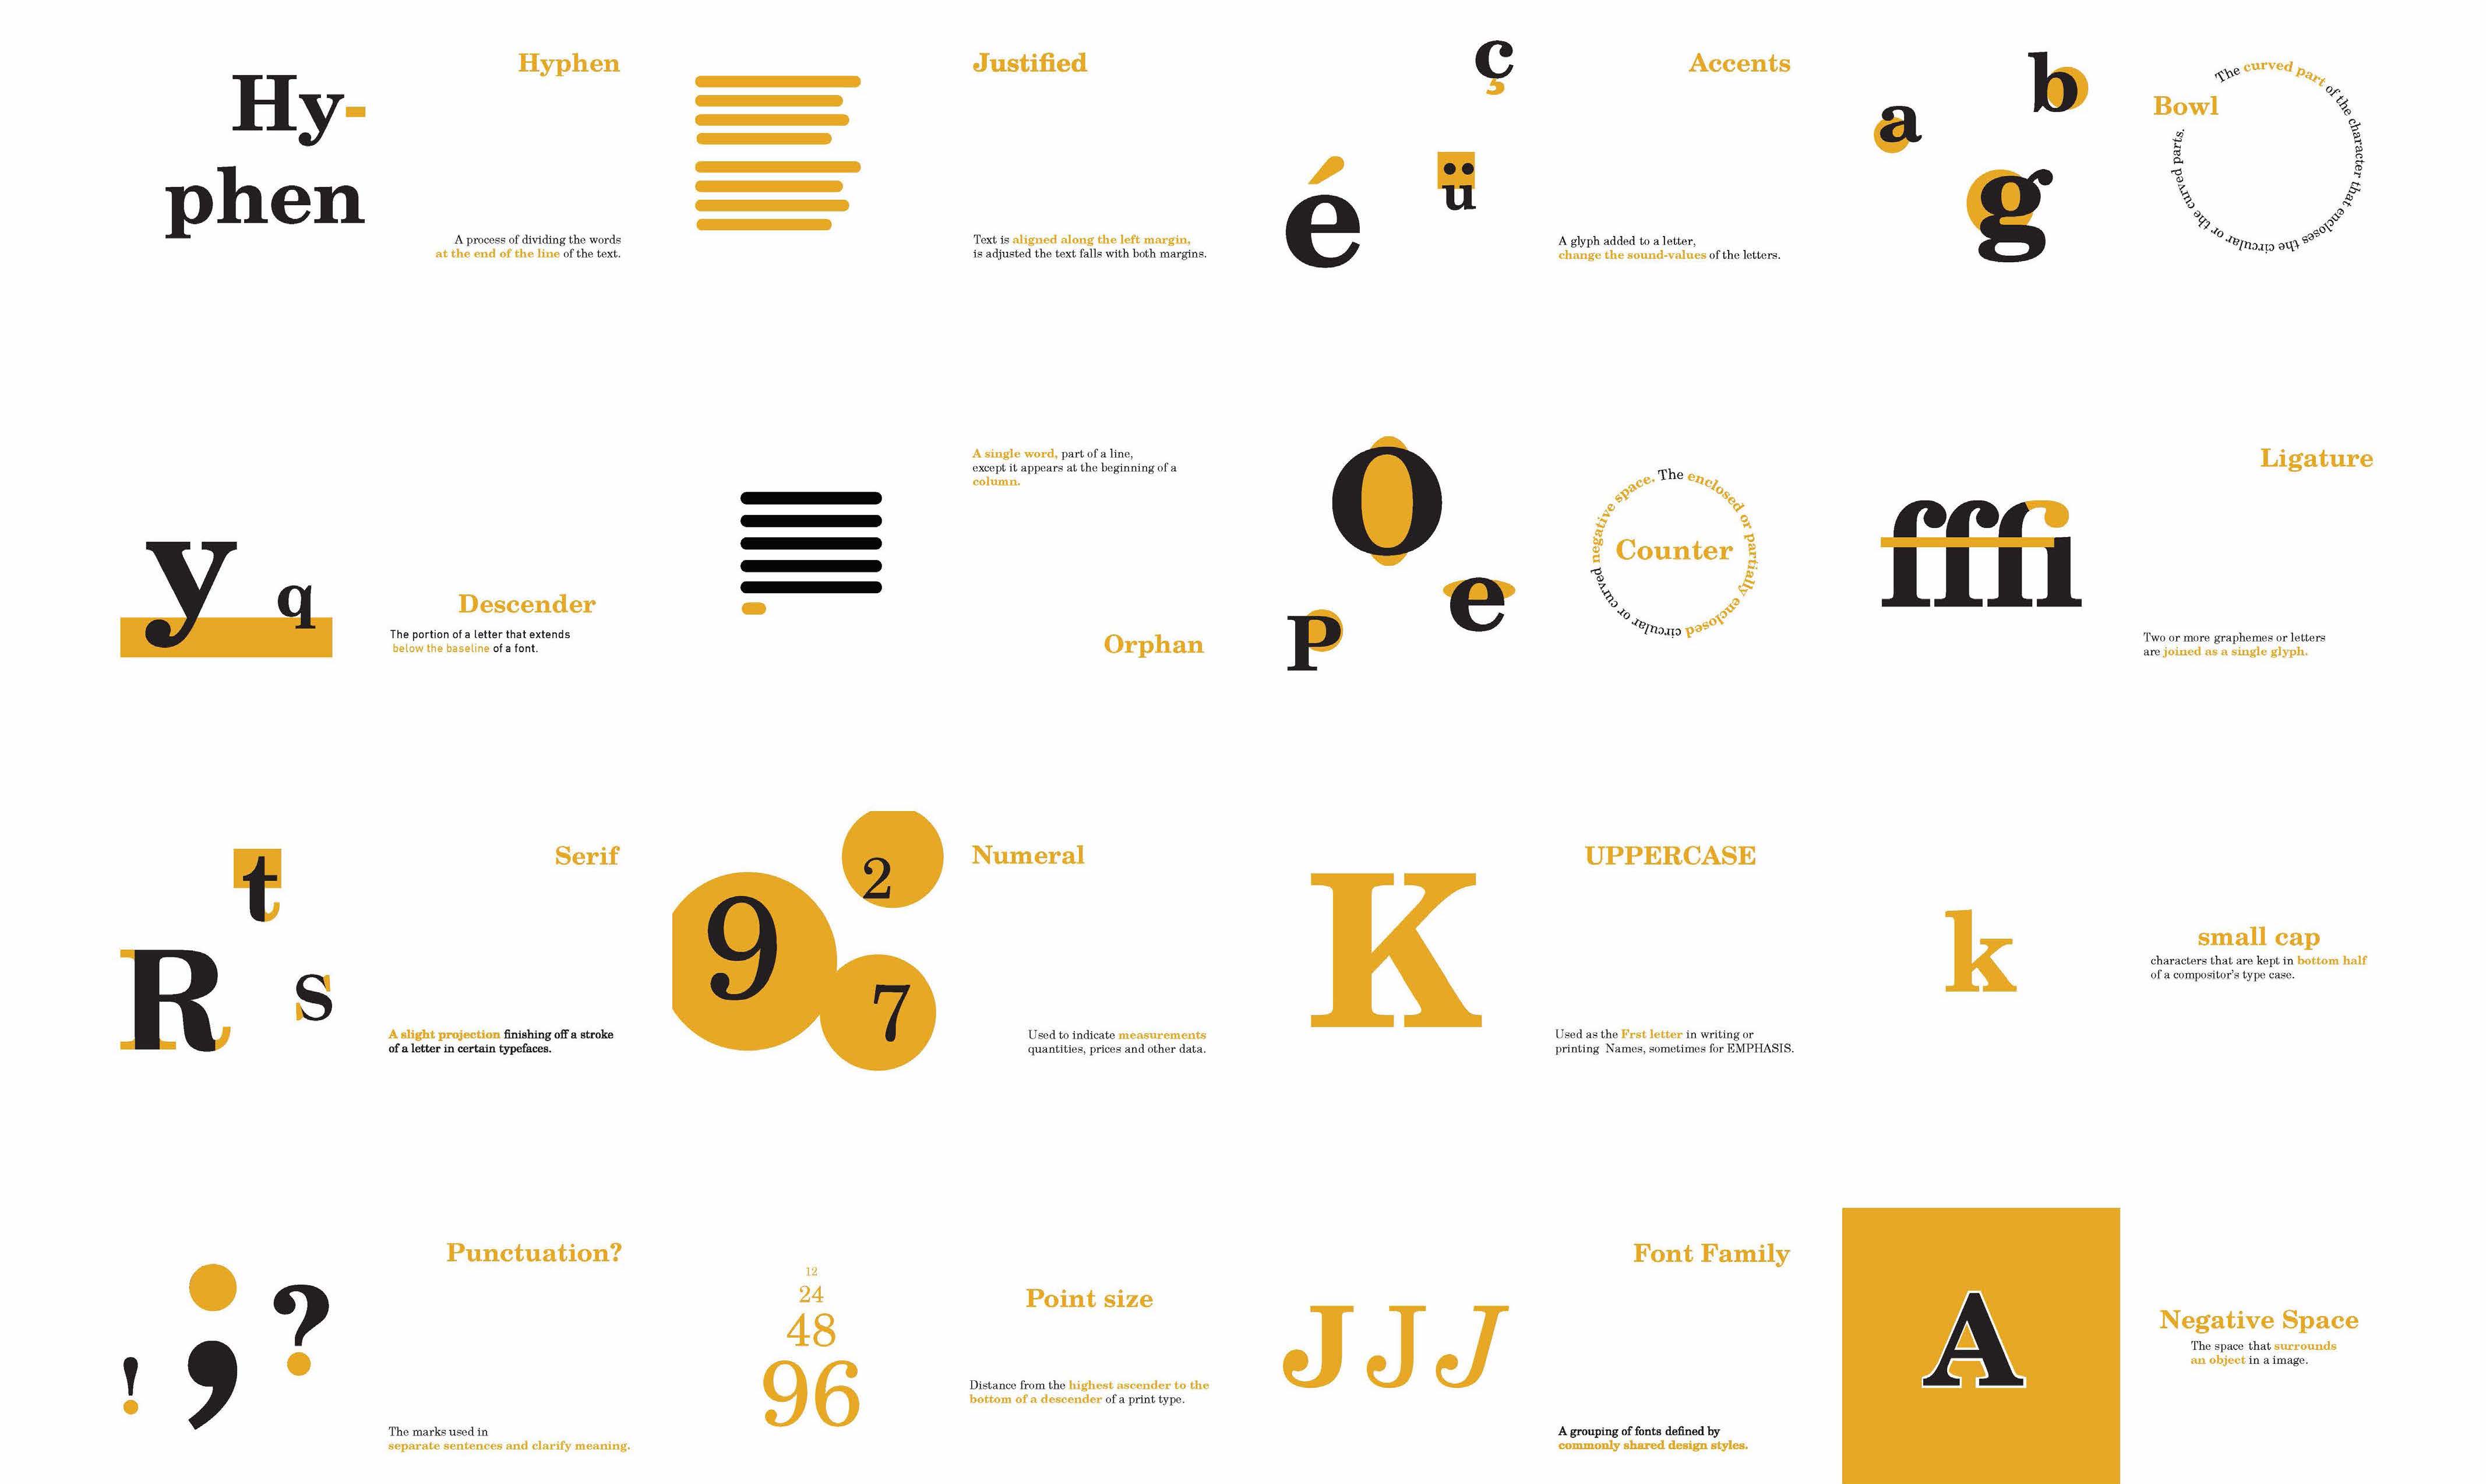 Hy-
phen
Hyphen
A process of dividing the words
at the end of the line of the text.
Justified
Text is aligned along the left margin,
is adjusted the text falls with both margins.
ç
é
ü
Accents
A glyph added to a letter,
change the sound-values of the letters.
a
b
g
Bowl
The curved part of the character that encloses the circular or the curved parts.
y
q
Descender
The portion of a letter that extends
below the baseline of a font.
A single word, part of a line,
except it appears at the beginning of a
column.
Orphan
O
e
P
Counter
The enclosed or partially enclosed circular or curved negative space.
Ligature
fffi
Two or more graphemes or letters
are joined as a single glyph.
t
R
s
Serif
A slight projection finishing off a stroke
of a letter in certain typefaces.
2
9
7
Numeral
Used to indicate measurements
quantities, prices and other data.
K
UPPERCASE
Used as the Frst letter in writing or
printing Names, sometimes for EMPHASIS.
k
small cap
characters that are kept in bottom half
of a compositor's type case.
!
;
?
Punctuation?
The marks used in
separate sentences and clarify meaning.
12
24
48
96
Point size
Distance from the highest ascender to the
bottom of a descender of a print type.
J J J
Font Family
A grouping of fonts defined by
commonly shared design styles.
A
Negative Space
The space that surrounds
an object in a image.